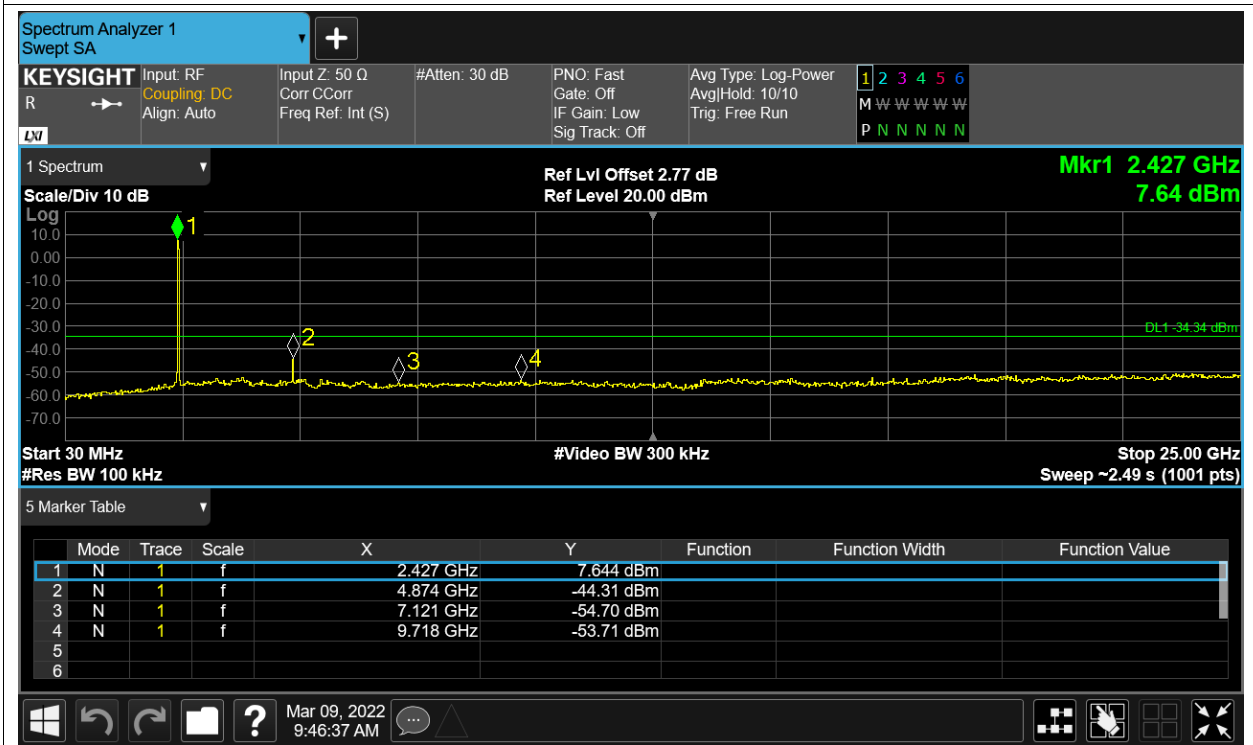 Spectrum Analyzer 1
Swept SA
+
KEYSIGHT Input: RF Input Z: 50 Ω #Atten: 30 dB PNO: Fast Avg Type: Log-Power 1 2 3 4 5 6
R Coupling: DC Corr CCorr Gate: Off Avg|Hold: 10/10 M W W W W W
Align: Auto Freq Ref: Int (S) IF Gain: Low Trig: Free Run
LXI Sig Track: Off P N N N N N
1 Spectrum Ref Lvl Offset 2.77 dB Mkr1 2.427 GHz
Scale/Div 10 dB Ref Level 20.00 dBm 7.64 dBm
Log
1
10.0
0.00
-10.0
-20.0
-30.0 DL1 -34.34 dBm
2
-40.0
3 4
-50.0
-60.0
-70.0
Start 30 MHz #Video BW 300 kHz Stop 25.00 GHz
#Res BW 100 kHz Sweep ~2.49 s (1001 pts)
5 Marker Table
Mode Trace Scale X Y Function Function Width Function Value
1 N 1 f 2.427 GHz 7.644 dBm
2 N 1 f 4.874 GHz -44.31 dBm
3 N 1 f 7.121 GHz -54.70 dBm
4 N 1 f 9.718 GHz -53.71 dBm
5
6
? Mar 09, 2022
9:46:37 AM